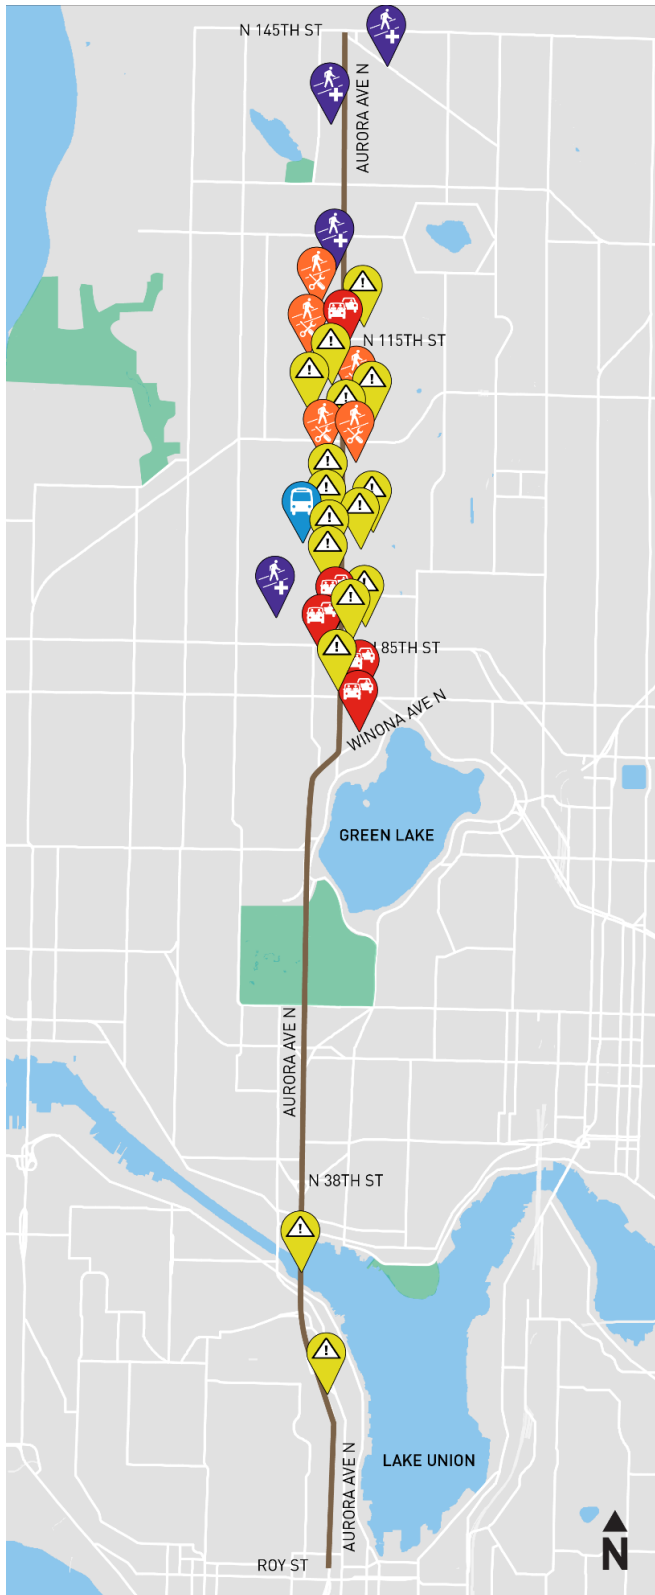 N 145TH ST
AURORA AVE N
N 115TH ST
85TH ST
WINONA AVE N
GREEN LAKE
AURORA AVE N
N 38TH ST
LAKE UNION
AURORA AVE N
ROY ST
N